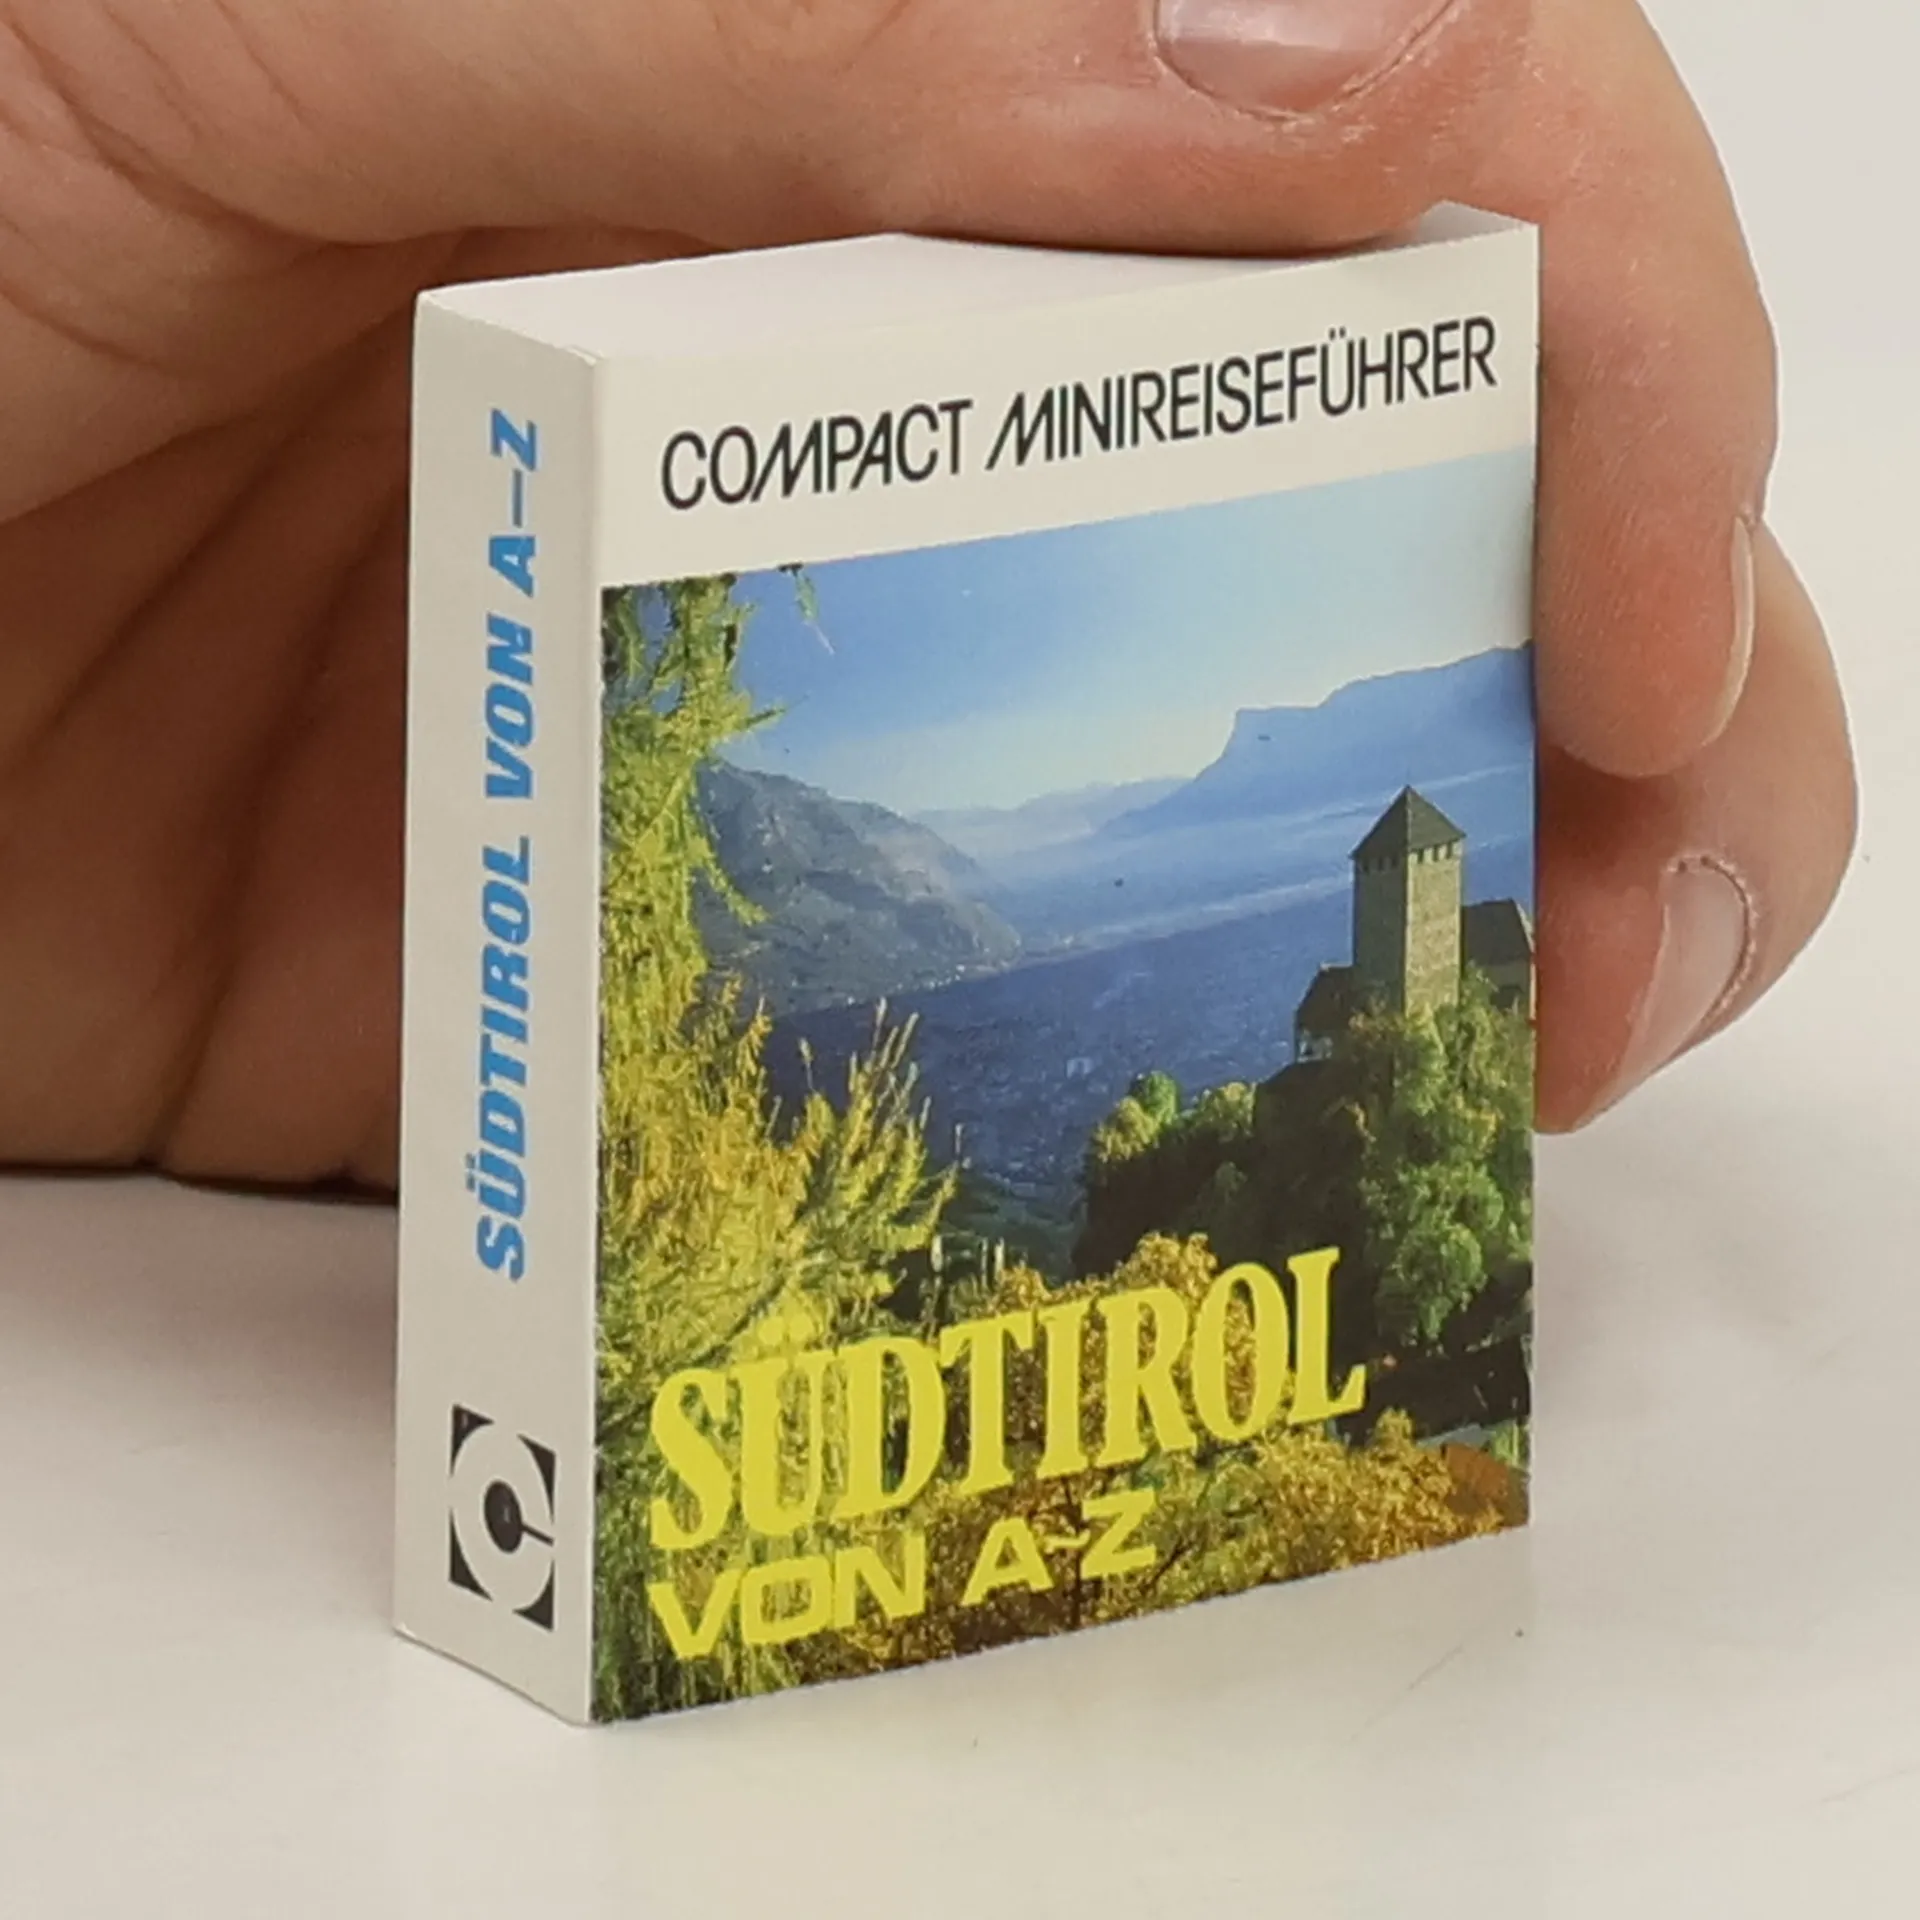 COMPACT MINIREISEFÜHRER
SÜDTIROL
VON A-Z
SÜDTIROL VON A-Z